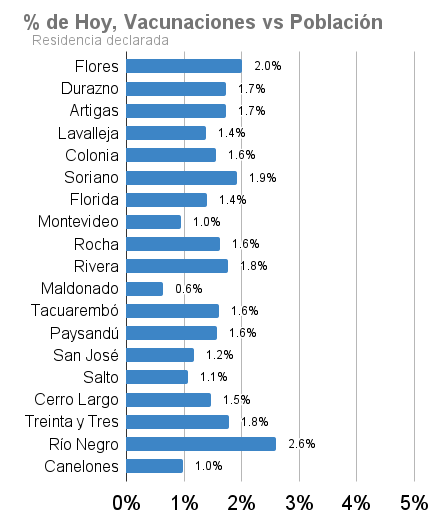 % de Hoy, Vacunaciones vs Población
Residencia declarada
Flores 2.0%
Durazno 1.7%
Artigas 1.7%
Lavalleja 1.4%
Colonia 1.6%
Soriano 1.9%
Florida 1.4%
Montevideo 1.0%
Rocha 1.6%
Rivera 1.8%
Maldonado 0.6%
Tacuarembó 1.6%
Paysandú 1.6%
San José 1.2%
Salto 1.1%
Cerro Largo 1.5%
Treinta y Tres 1.8%
Río Negro 2.6%
Canelones 1.0%
0% 1% 2% 3% 4% 5%